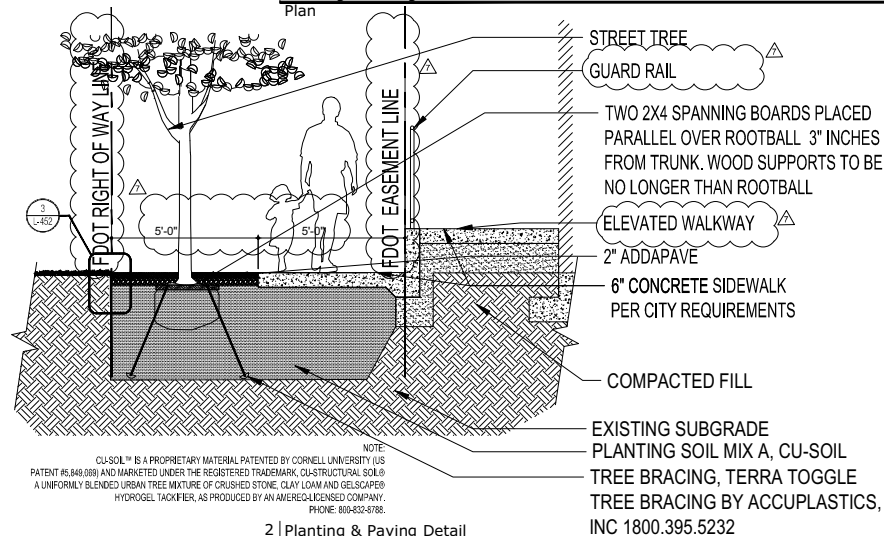 Plan
STREET TREE
7
GUARD RAIL
7
TWO 2X4 SPANNING BOARDS PLACED
PARALLEL OVER ROOTBALL 3" INCHES
FROM TRUNK. WOOD SUPPORTS TO BE
NO LONGER THAN ROOTBALL
FDOT RIGHT OF WAY LINE
FDOT EASEMENT LINE
7
3
L-452
5'-0"
5'-0"
ELEVATED WALKWAY
7
2" ADDAPAVE
6" CONCRETE SIDEWALK
PER CITY REQUIREMENTS
COMPACTED FILL
EXISTING SUBGRADE
PLANTING SOIL MIX A, CU-SOIL
TREE BRACING, TERRA TOGGLE
TREE BRACING BY ACCUPLASTICS,
INC 1800.395.5232
NOTE:
CU-SOIL™ IS A PROPRIETARY MATERIAL PATENTED BY CORNELL UNIVERSITY (US
PATENT #5,849,069) AND MARKETED UNDER THE REGISTERED TRADEMARK, CU-STRUCTURAL SOIL®
A UNIFORMLY BLENDED URBAN TREE MIXTURE OF CRUSHED STONE, CLAY LOAM AND GELSCAPE®
HYDROGEL TACKIFIER, AS PRODUCED BY AN AMEREQ-LICENSED COMPANY.
PHONE: 800-832-8788.
2 | Planting & Paving Detail